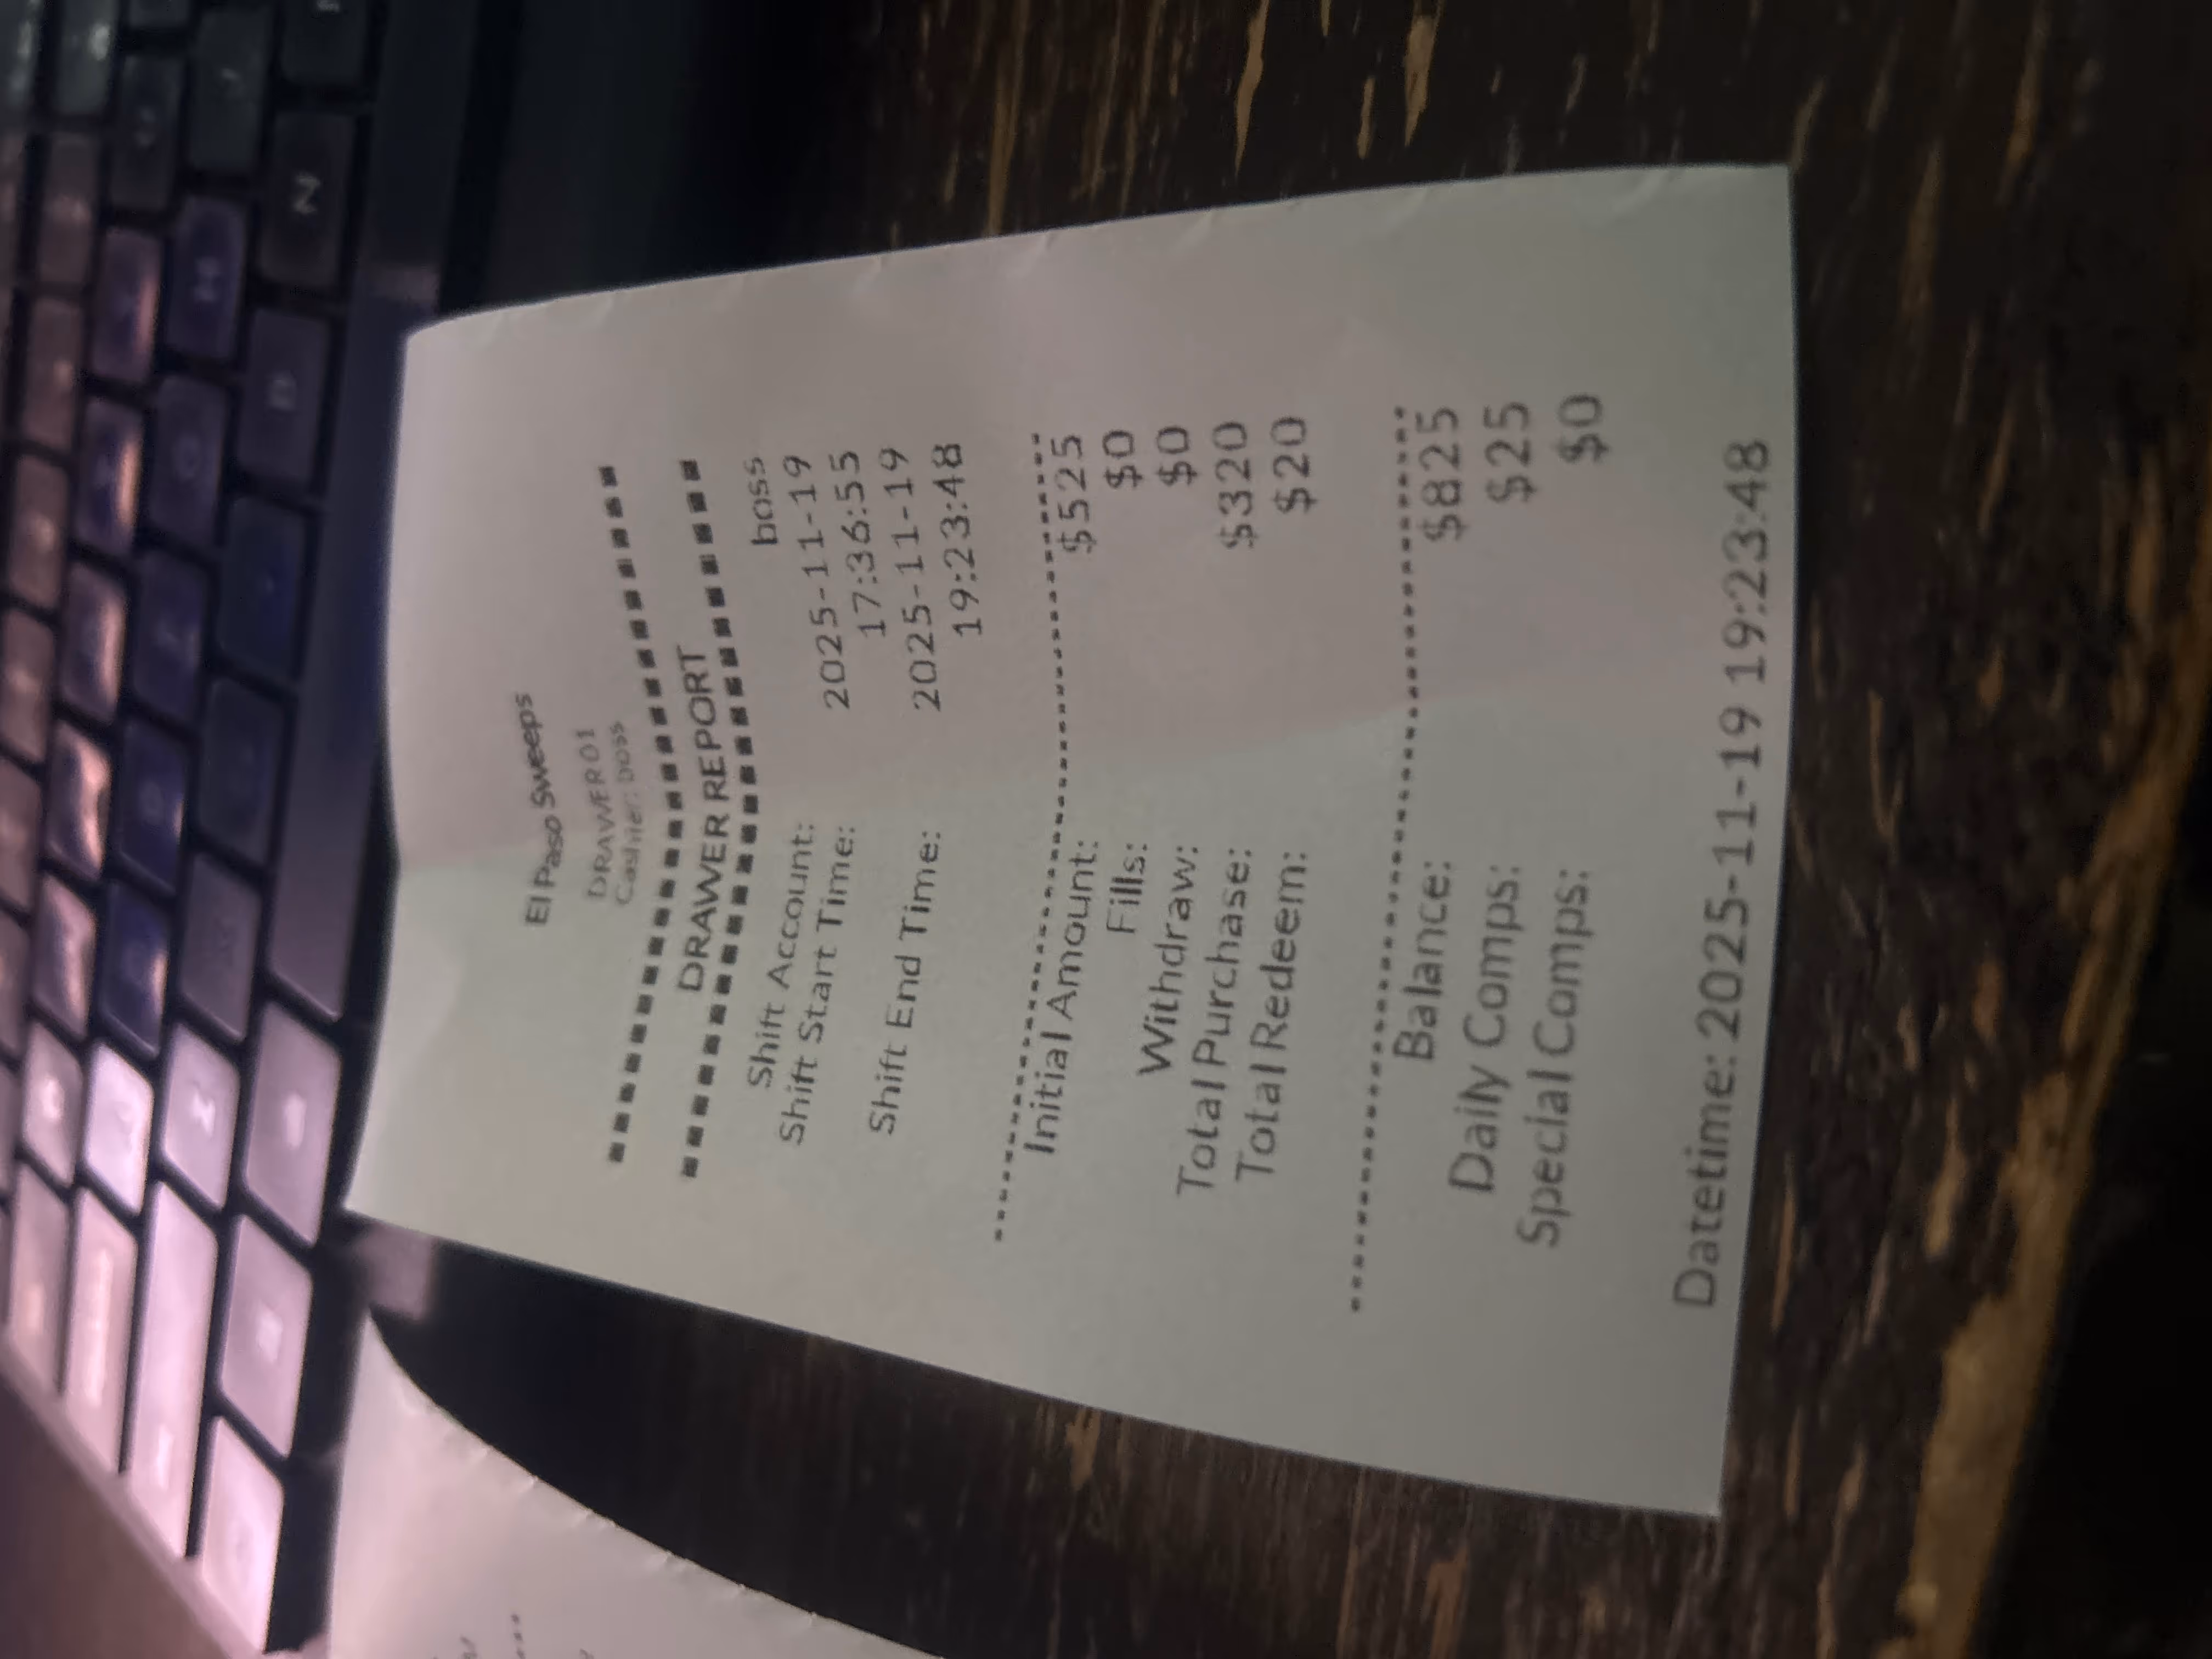 El Paso Sweeps
DRAWER01
Cashier: boss
DRAWER REPORT
Shift Account: boss
Shift Start Time: 2025-11-19
17:36:55
Shift End Time: 2025-11-19
19:23:48
Initial Amount: $525
Fills: $0
Withdraw: $0
Total Purchase: $320
Total Redeem: $20
Balance: $825
Daily Comps: $25
Special Comps: $0
Datetime: 2025-11-19 19:23:48
N